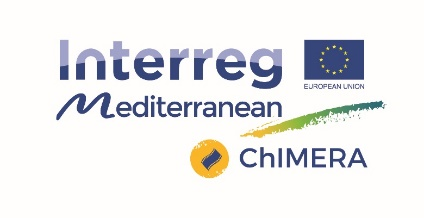 Interreg
EUROPEAN UNION
Mediterranean
ChIMERA